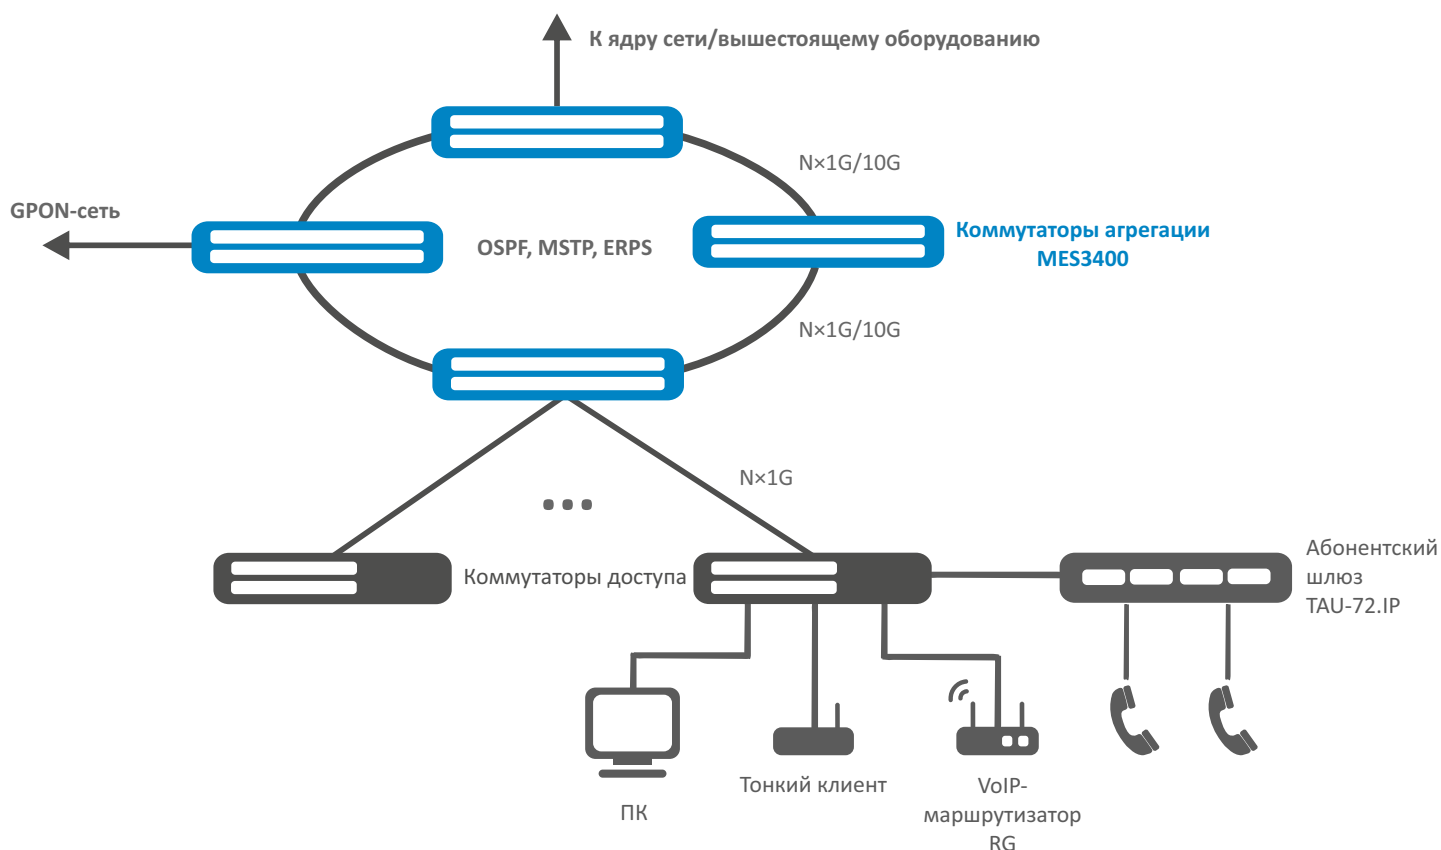 К ядру сети/вышестоящему оборудованию
N×1G/10G
GPON-сеть
OSPF, MSTP, ERPS
Коммутаторы агрегации
MES3400
N×1G/10G
N×1G
Коммутаторы доступа
Абонентский
шлюз
TAU-72.IP
ПК
Тонкий клиент
VoIP-
маршрутизатор
RG